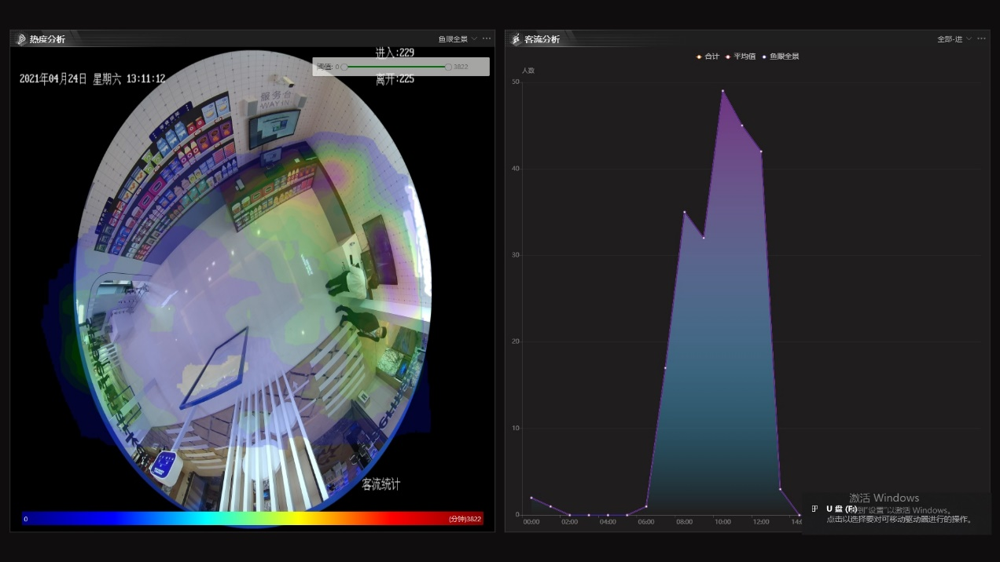 热度分析
鱼眼全景
进入:229
阈值: 0
3822
2021年04月24日 星期六 13:11:12
离开:225
服务台
WAY IN
客流统计
0
(分钟)3822
客流分析
全部-进
合计
平均值
鱼眼全景
人数
50
40
30
20
10
0
00:00
02:00
04:00
06:00
08:00
10:00
12:00
激活 Windows
U 盘 (F:)
到"设置"以激活 Windows。
点击以选择要对可移动驱动器进行的操作。